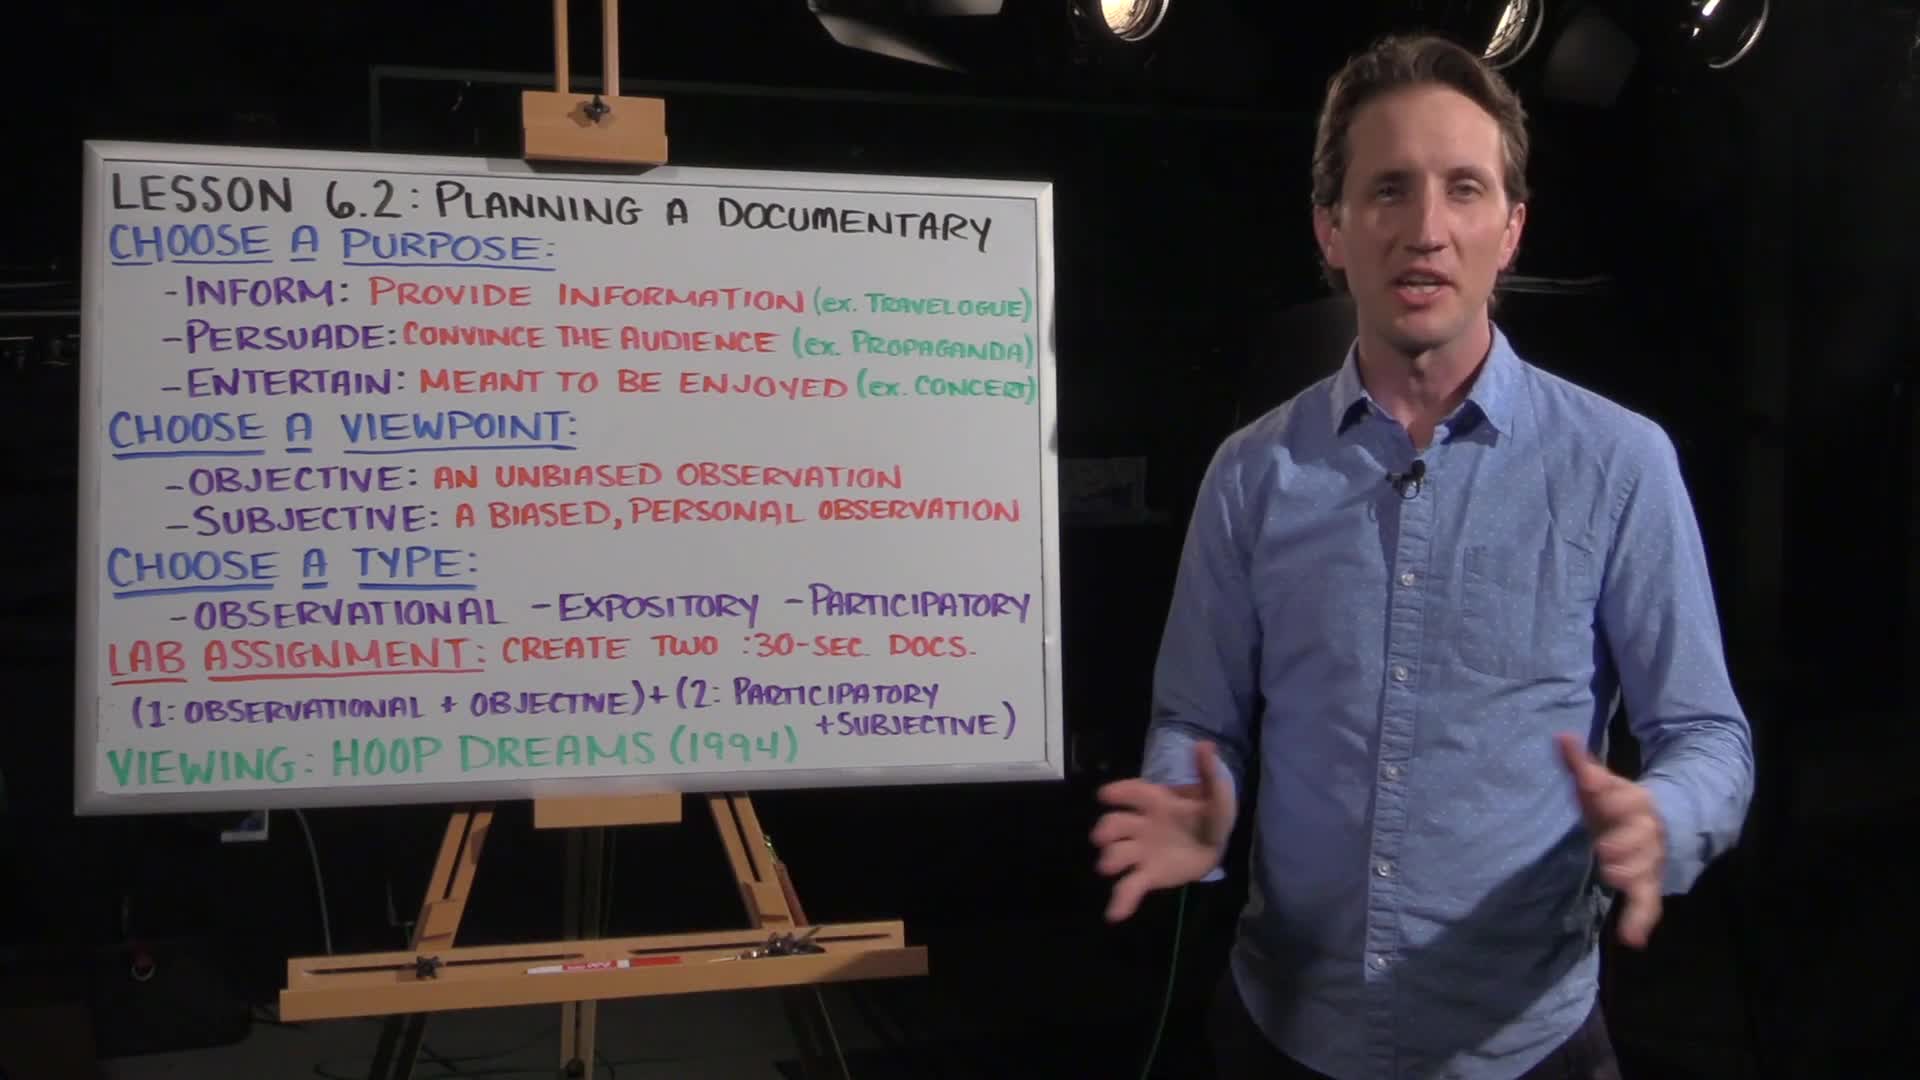 LESSON 6.2: PLANNING A DOCUMENTARY
CHOOSE A PURPOSE:
-INFORM: PROVIDE INFORMATION (ex. TRAVELOGUE)
-PERSUADE: CONVINCE THE AUDIENCE (ex. PROPAGANDA)
-ENTERTAIN: MEANT TO BE ENJOYED (ex. CONCERT)
CHOOSE A VIEWPOINT:
-OBJECTIVE: AN UNBIASED OBSERVATION
-SUBJECTIVE: A BIASED, PERSONAL OBSERVATION
CHOOSE A TYPE:
-OBSERVATIONAL -EXPOSITORY -PARTICIPATORY
LAB ASSIGNMENT: CREATE TWO :30-SEC. DOCS.
(1: OBSERVATIONAL + OBJECTIVE) + (2: PARTICIPATORY
+SUBJECTIVE)
VIEWING: HOOP DREAMS (1994)